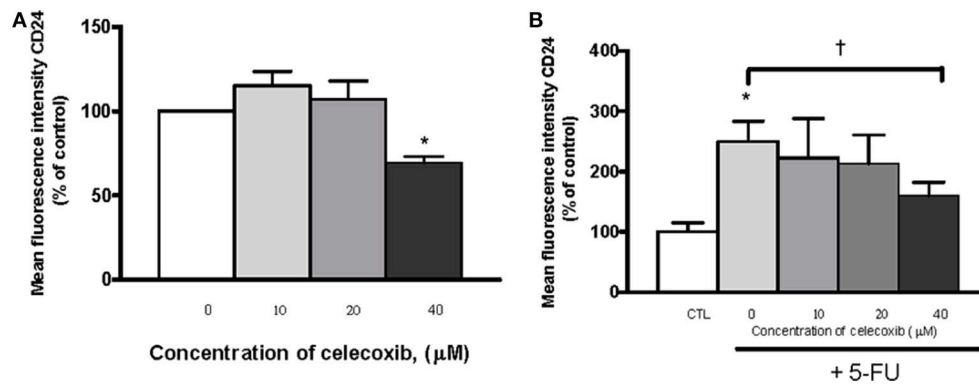 A
Mean fluorescence intensity CD24
(% of control)
150
100
50
0
*
0 10 20 40
Concentration of celecoxib, (μM)
B
Mean fluorescence intensity CD24
(% of control)
400
300
200
100
0
†
*
CTL 0 10 20 40
Concentration of celecoxib (μM)
+ 5-FU